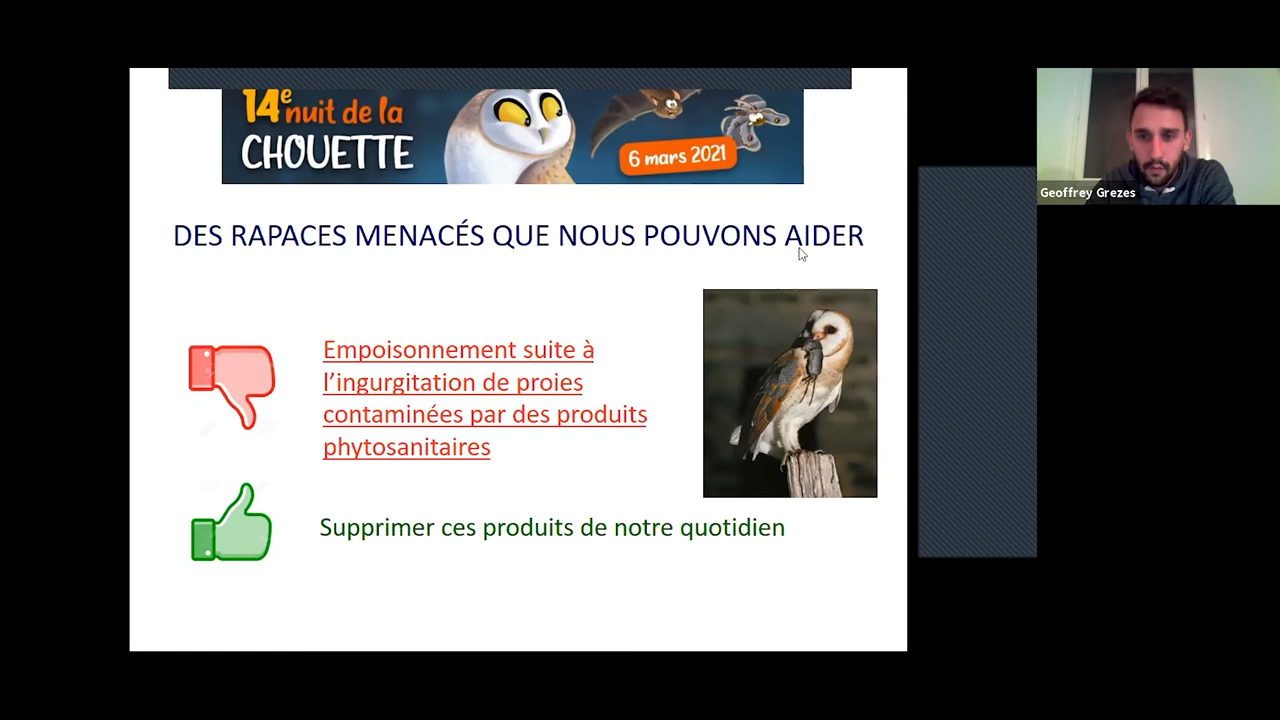 14e nuit de la
CHOUETTE
6 mars 2021
Geoffrey Grezes
DES RAPACES MENACÉS QUE NOUS POUVONS AIDER
Empoisonnement suite à
l’ingurgitation de proies
contaminées par des produits
phytosanitaires
Supprimer ces produits de notre quotidien